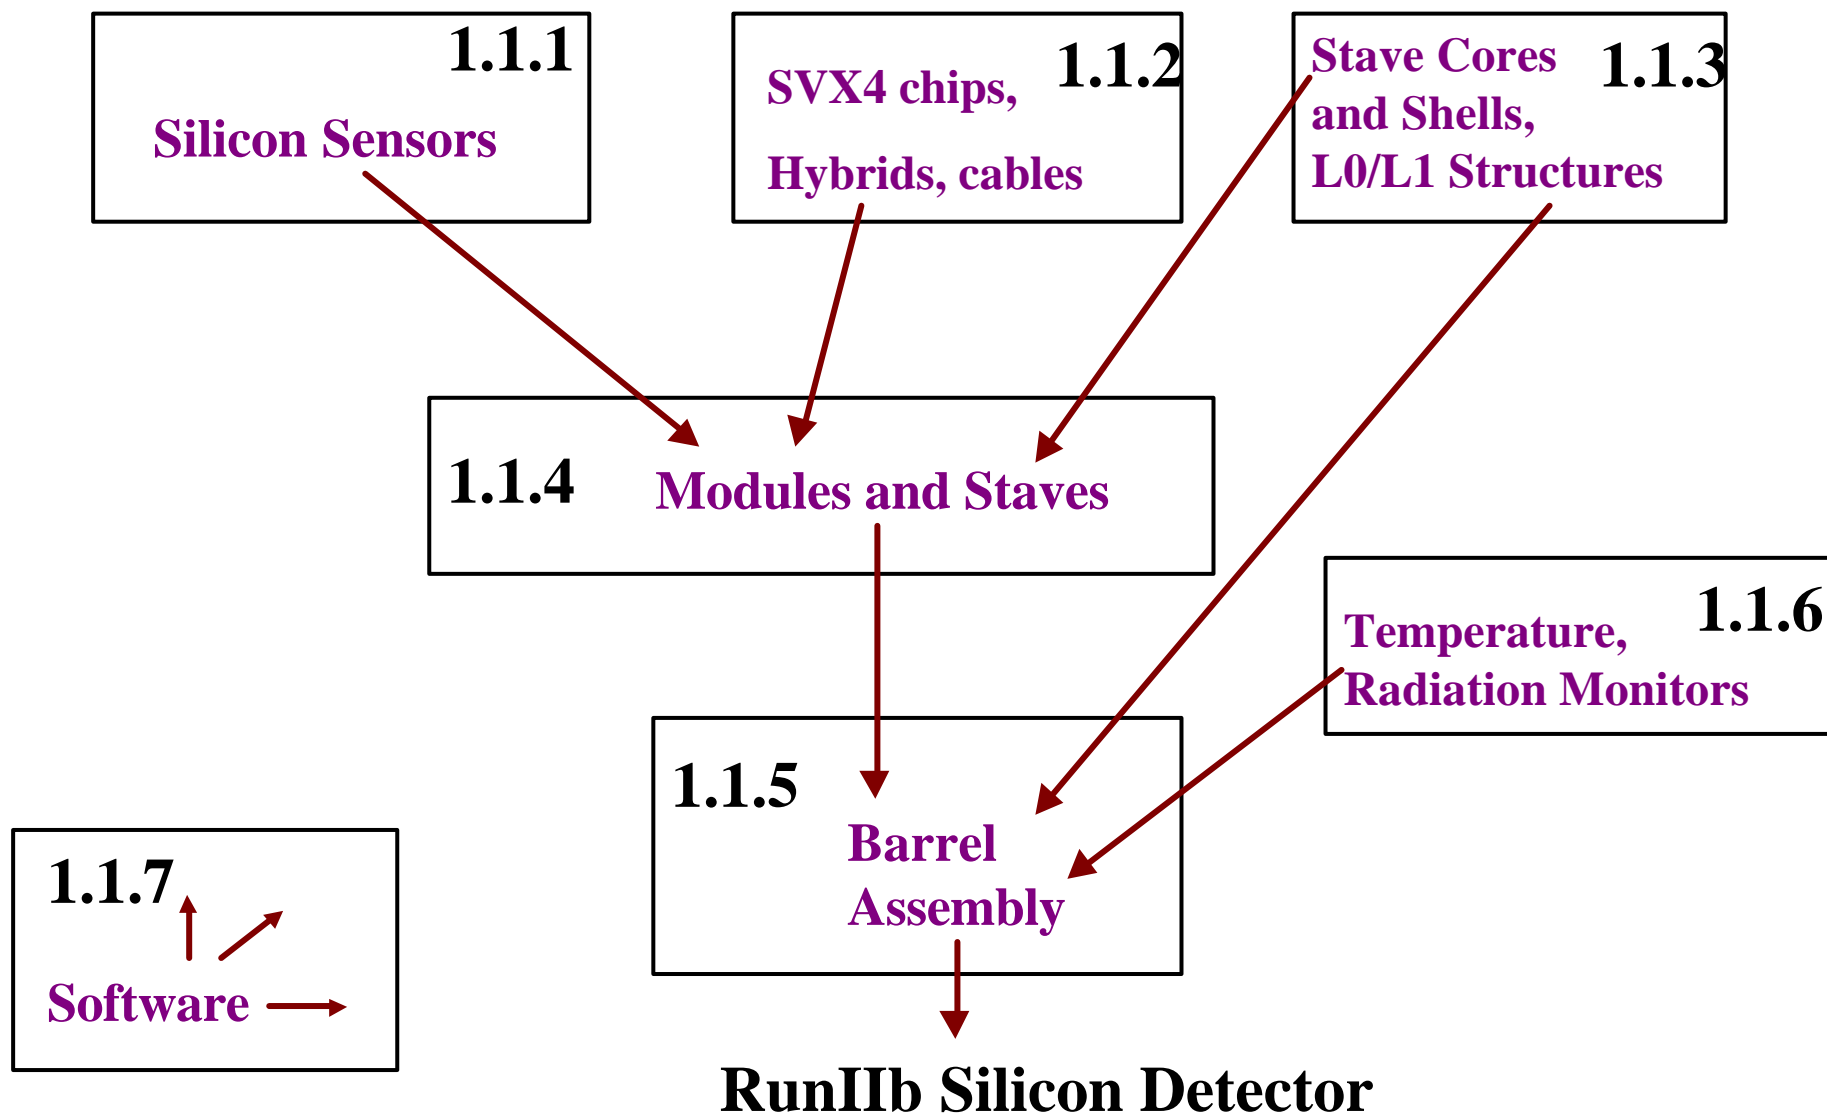 1.1.1
Silicon Sensors
1.1.2
SVX4 chips,
Hybrids, cables
1.1.3
Stave Cores
and Shells,
L0/L1 Structures
1.1.4
Modules and Staves
1.1.6
Temperature,
Radiation Monitors
1.1.5
Barrel
Assembly
1.1.7
Software
RunIIb Silicon Detector